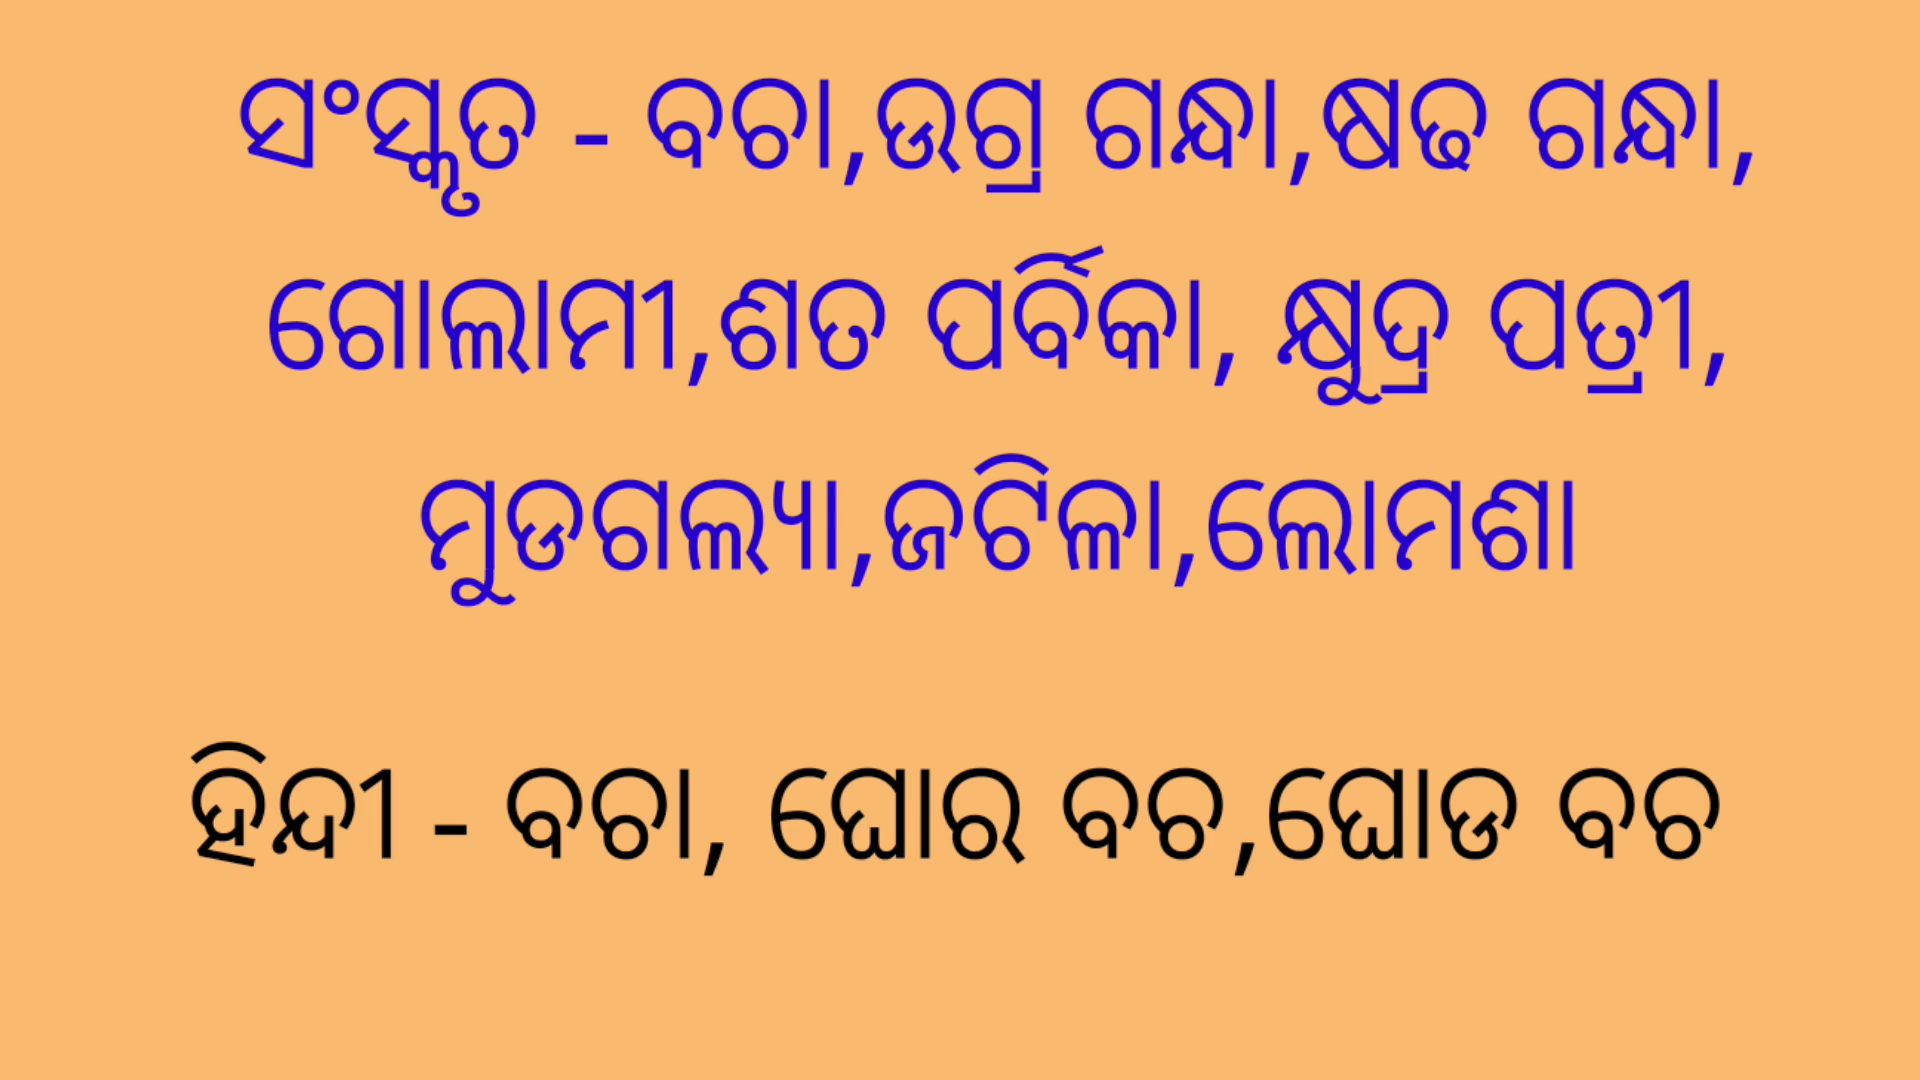 ସଂସ୍କୃତ - ବଚା,ଉଗ୍ର ଗନ୍ଧା,ଷଢ ଗନ୍ଧା,
ଗୋଲାମୀ,ଶତ ପର୍ବିକା, କ୍ଷୁଦ୍ର ପତ୍ରୀ,
ମୁଡଗଲ୍ୟା,ଜଟିଳା,ଲୋମଶା
ହିନ୍ଦୀ - ବଚା, ଘୋର ବଚ,ଘୋଡ ବଚ